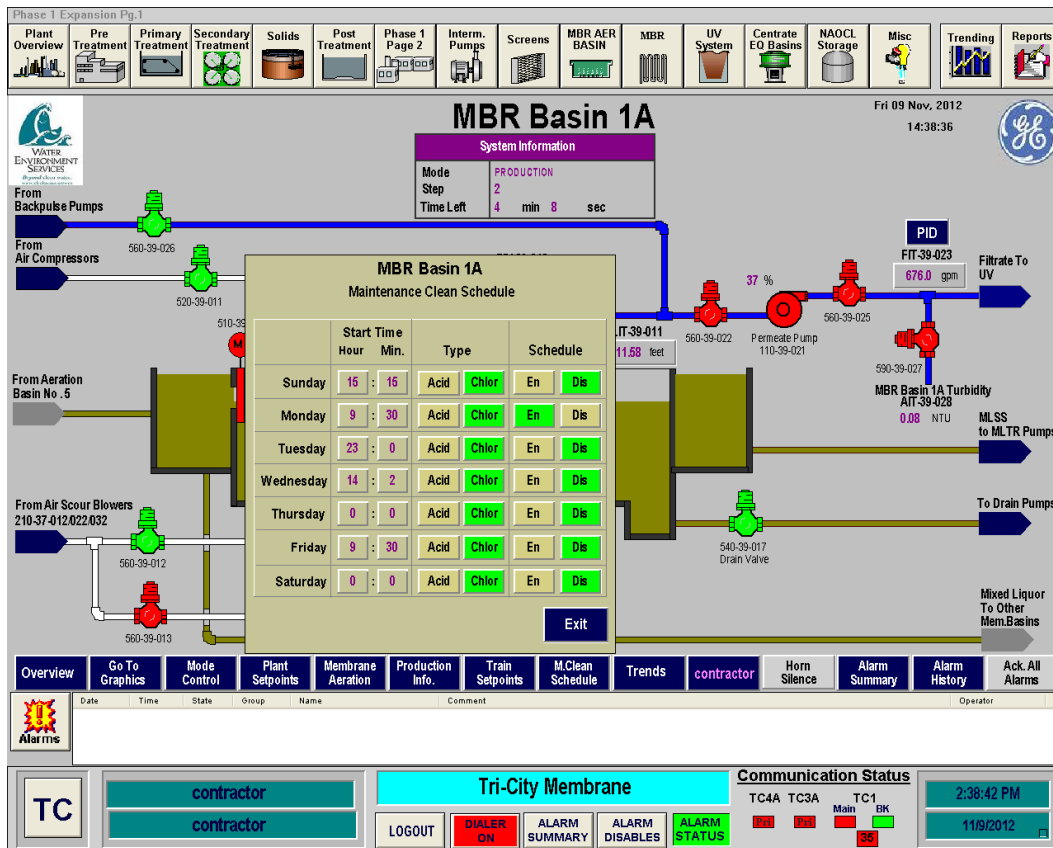 Phase 1 Expansion Pg.1
Plant Overview
Pre Treatment
Primary Treatment
Secondary Treatment
Solids
Post Treatment
Phase 1 Page 2
Interm. Pumps
Screens
MBR AER BASIN
MBR
UV System
Centrate EQ Basins
NAOCL Storage
Misc
Trending
Reports
WATER
ENVIRONMENT
SERVICES
MBR Basin 1A
Fri 09 Nov, 2012
14:38:36
System Information
Mode PRODUCTION
Step 2
Time Left 4 min 8 sec
From
Backpulse Pumps
560-39-026
From
Air Compressors
520-39-011
PID
FIT-39-023
676.0 gpm
Filtrate To
UV
37 %
560-39-025
Permeate Pump
110-39-021
560-39-022
11.58 feet
590-39-027
MBR Basin 1A Turbidity
AIT-39-028
0.08 NTU
MLSS
to MLTR Pumps
M
From Aeration
Basin No .5
From Air Scour Blowers
210-37-012/022/032
560-39-012
560-39-013
To Drain Pumps
540-39-017
Drain Valve
Mixed Liquor
To Other
Mem.Basins
MBR Basin 1A
Maintenance Clean Schedule
Start Time
Hour Min. Type Schedule
Sunday 15 : 15 Acid Chlor En Dis
Monday 9 : 30 Acid Chlor En Dis
Tuesday 23 : 0 Acid Chlor En Dis
Wednesday 14 : 2 Acid Chlor En Dis
Thursday 0 : 0 Acid Chlor En Dis
Friday 9 : 30 Acid Chlor En Dis
Saturday 0 : 0 Acid Chlor En Dis
Exit
Overview
Go To Graphics
Mode Control
Plant Setpoints
Membrane Aeration
Production Info.
Train Setpoints
M.Clean Schedule
Trends
contractor
Horn Silence
Alarm Summary
Alarm History
Ack. All Alarms
Alarms
Date Time State Group Name Comment Operator
TC
contractor
contractor
Tri-City Membrane
LOGOUT
DIALER ON
ALARM SUMMARY
ALARM DISABLES
ALARM STATUS
Communication Status
TC4A TC3A TC1
Main BK
Pri Pri
35
2:38:42 PM
11/9/2012